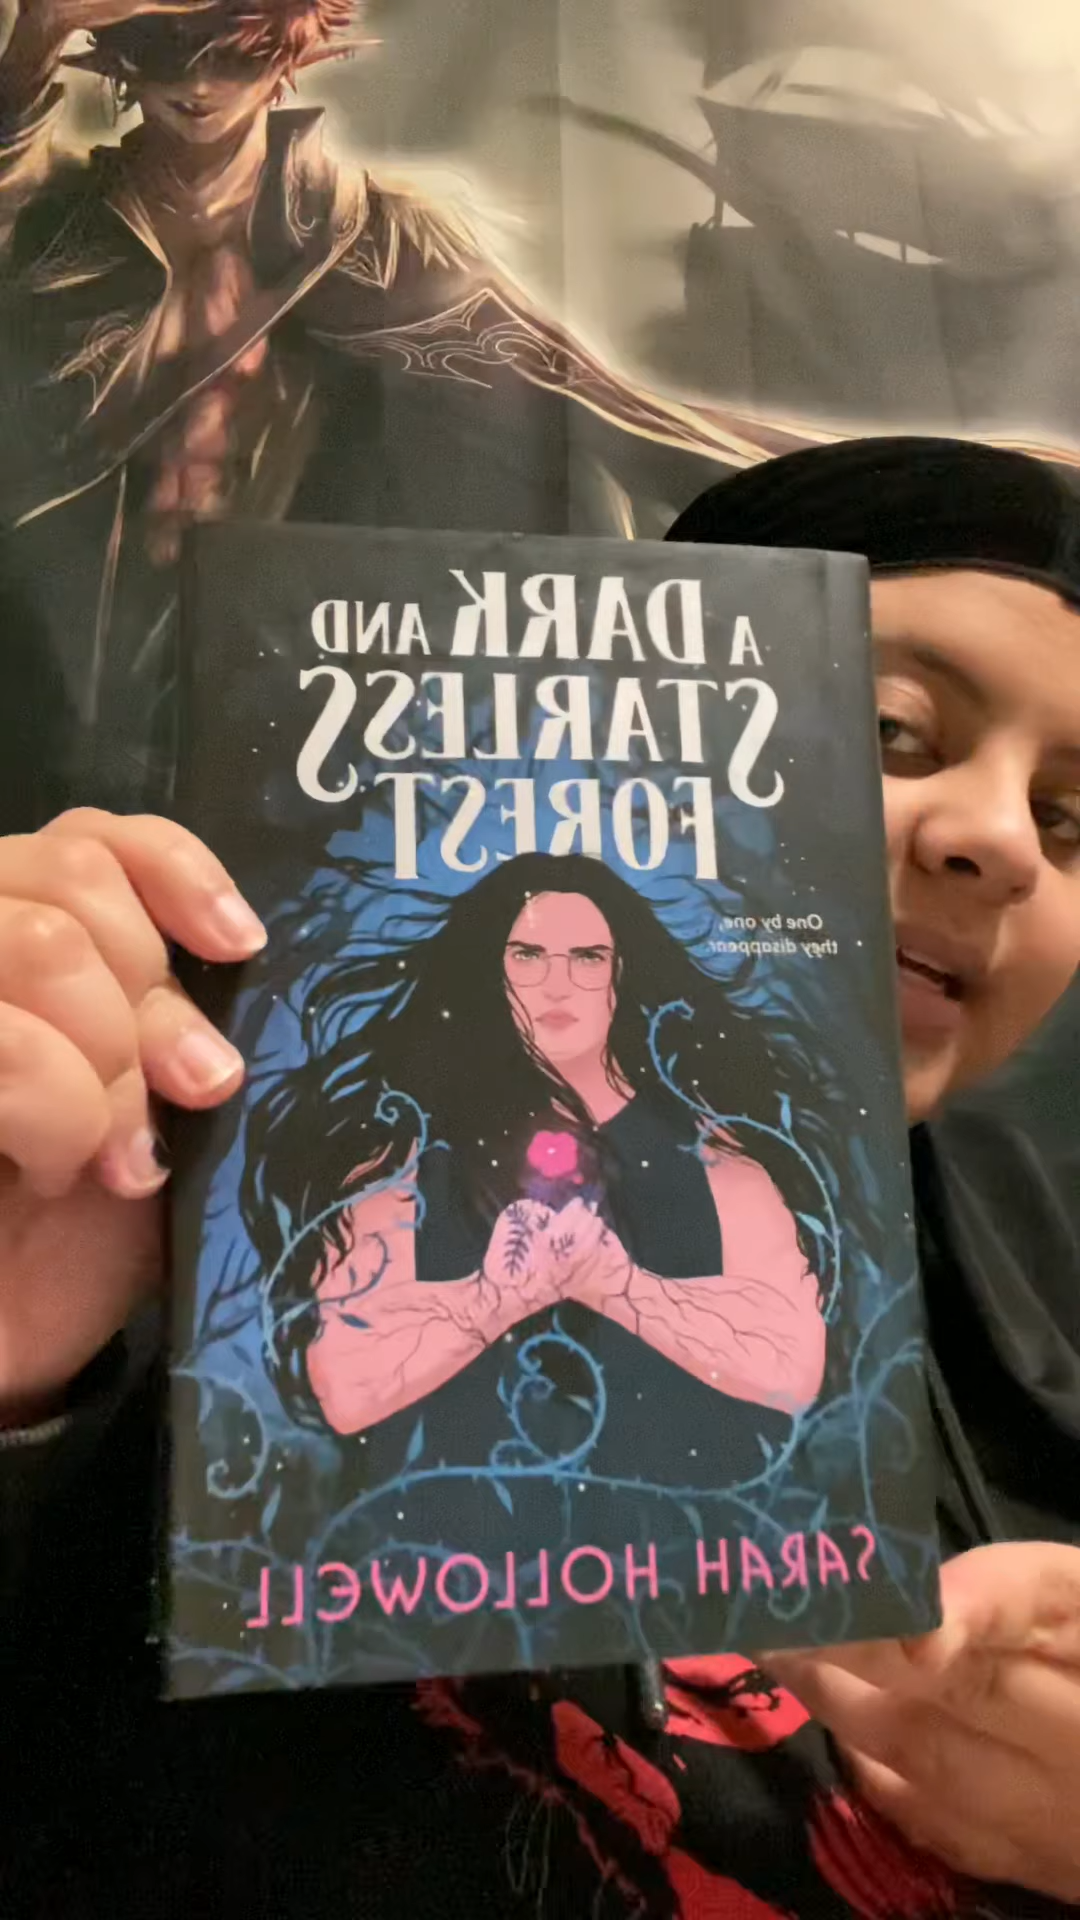 A DARK AND
STARLESS
FOREST
One by one,
they disappear.
SARAH HOLLOWELL